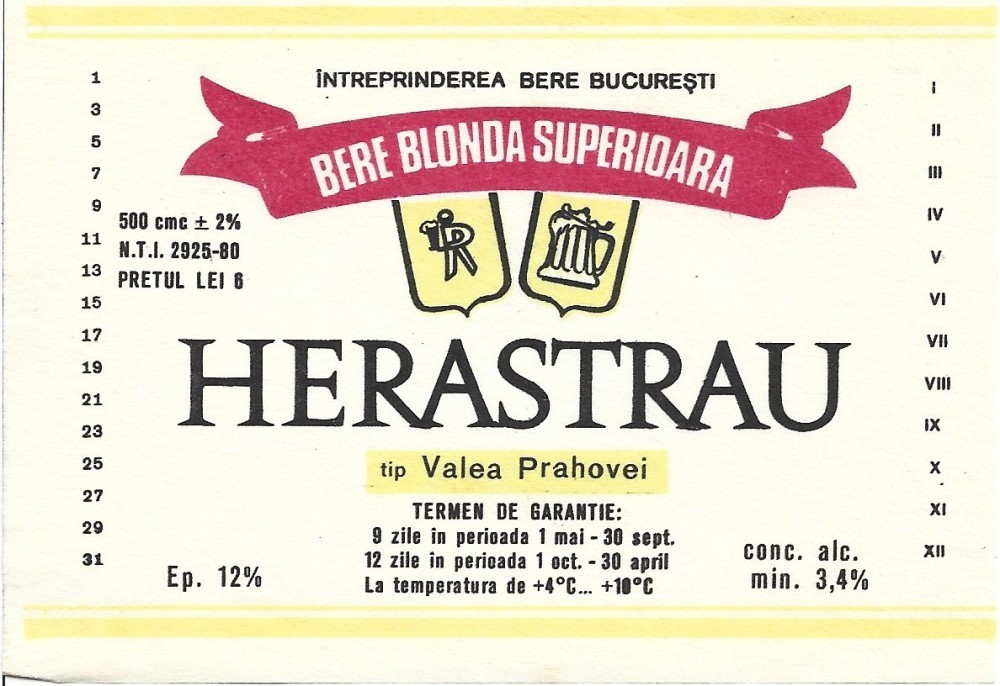 ÎNTREPRINDEREA BERE BUCUREŞTI
BERE BLONDA SUPERIOARA
1
3
5
7
9
11
13
15
17
19
21
23
25
27
29
31
500 cmc ± 2%
N.T.I. 2925-80
PRETUL LEI 6
HERASTRAU
tip Valea Prahovei
TERMEN DE GARANTIE:
9 zile în perioada 1 mai - 30 sept.
12 zile în perioada 1 oct. - 30 april
La temperatura de +4°C... +10°C
Ep. 12%
conc. alc.
min. 3,4%
I
II
III
IV
V
VI
VII
VIII
IX
X
XI
XII